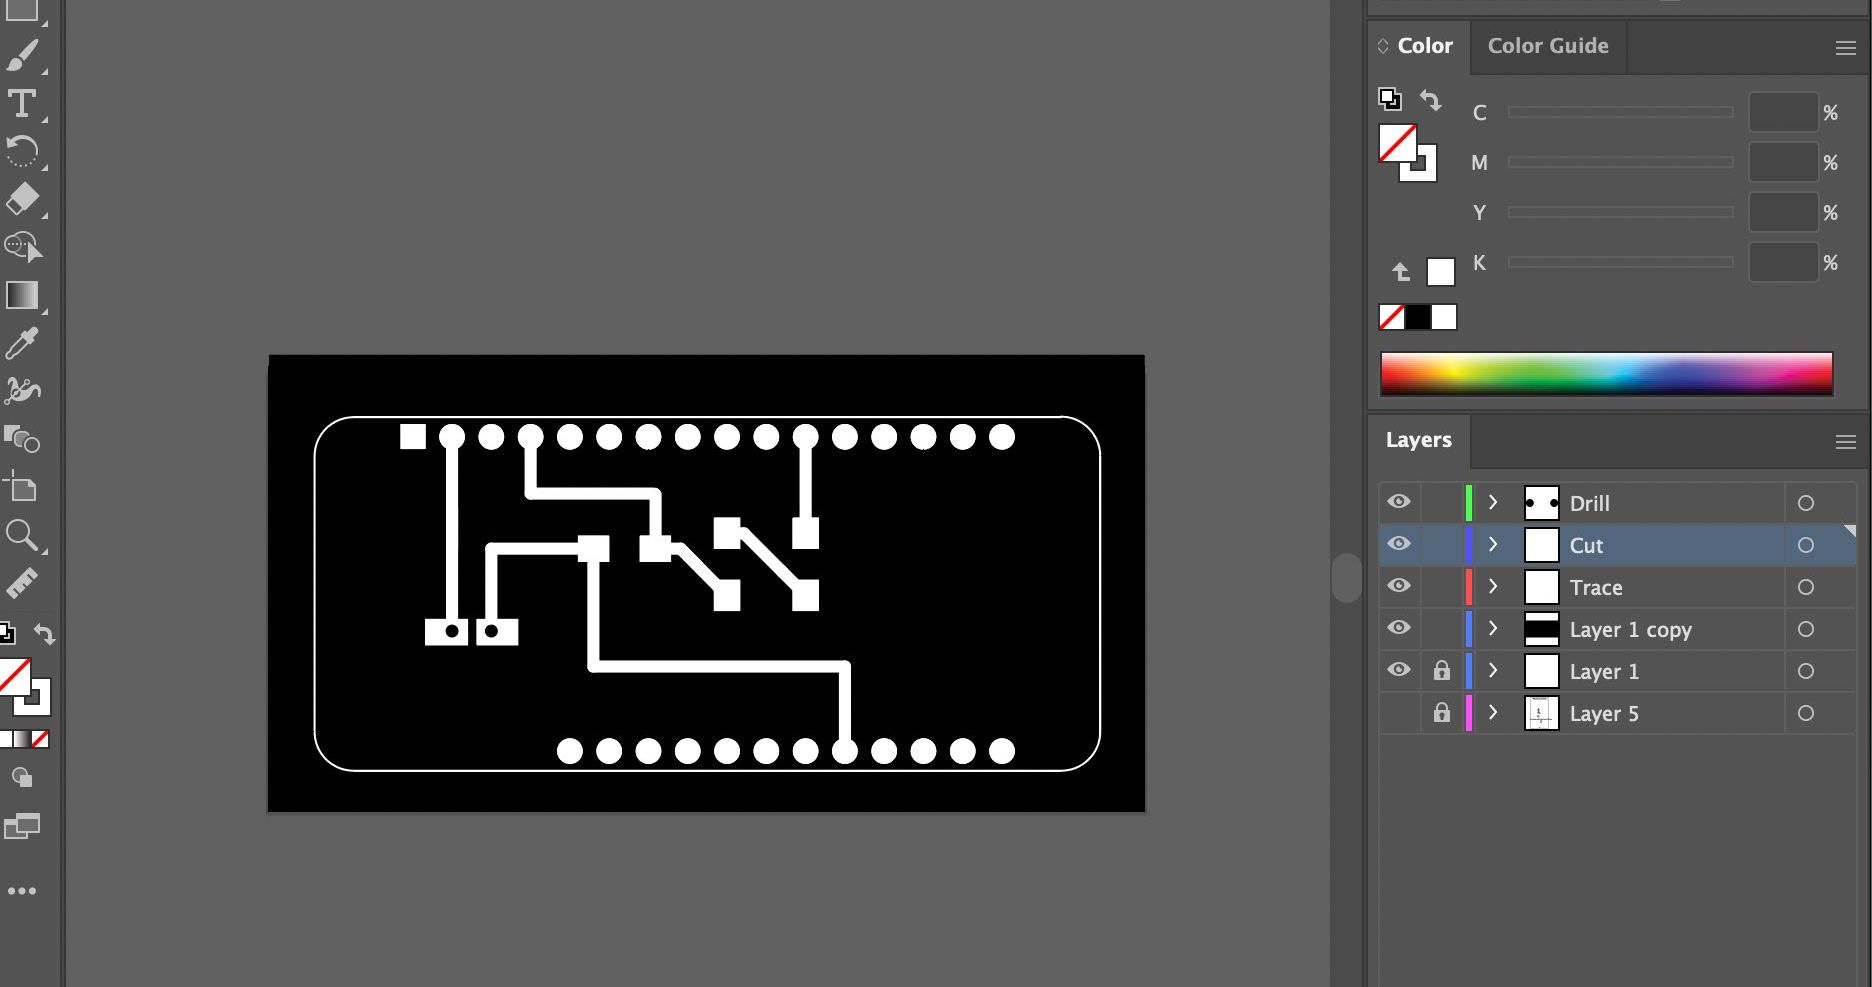 Color
Color Guide
C
%
M
%
Y
%
K
%
Layers
Drill
Cut
Trace
Layer 1 copy
Layer 1
Layer 5